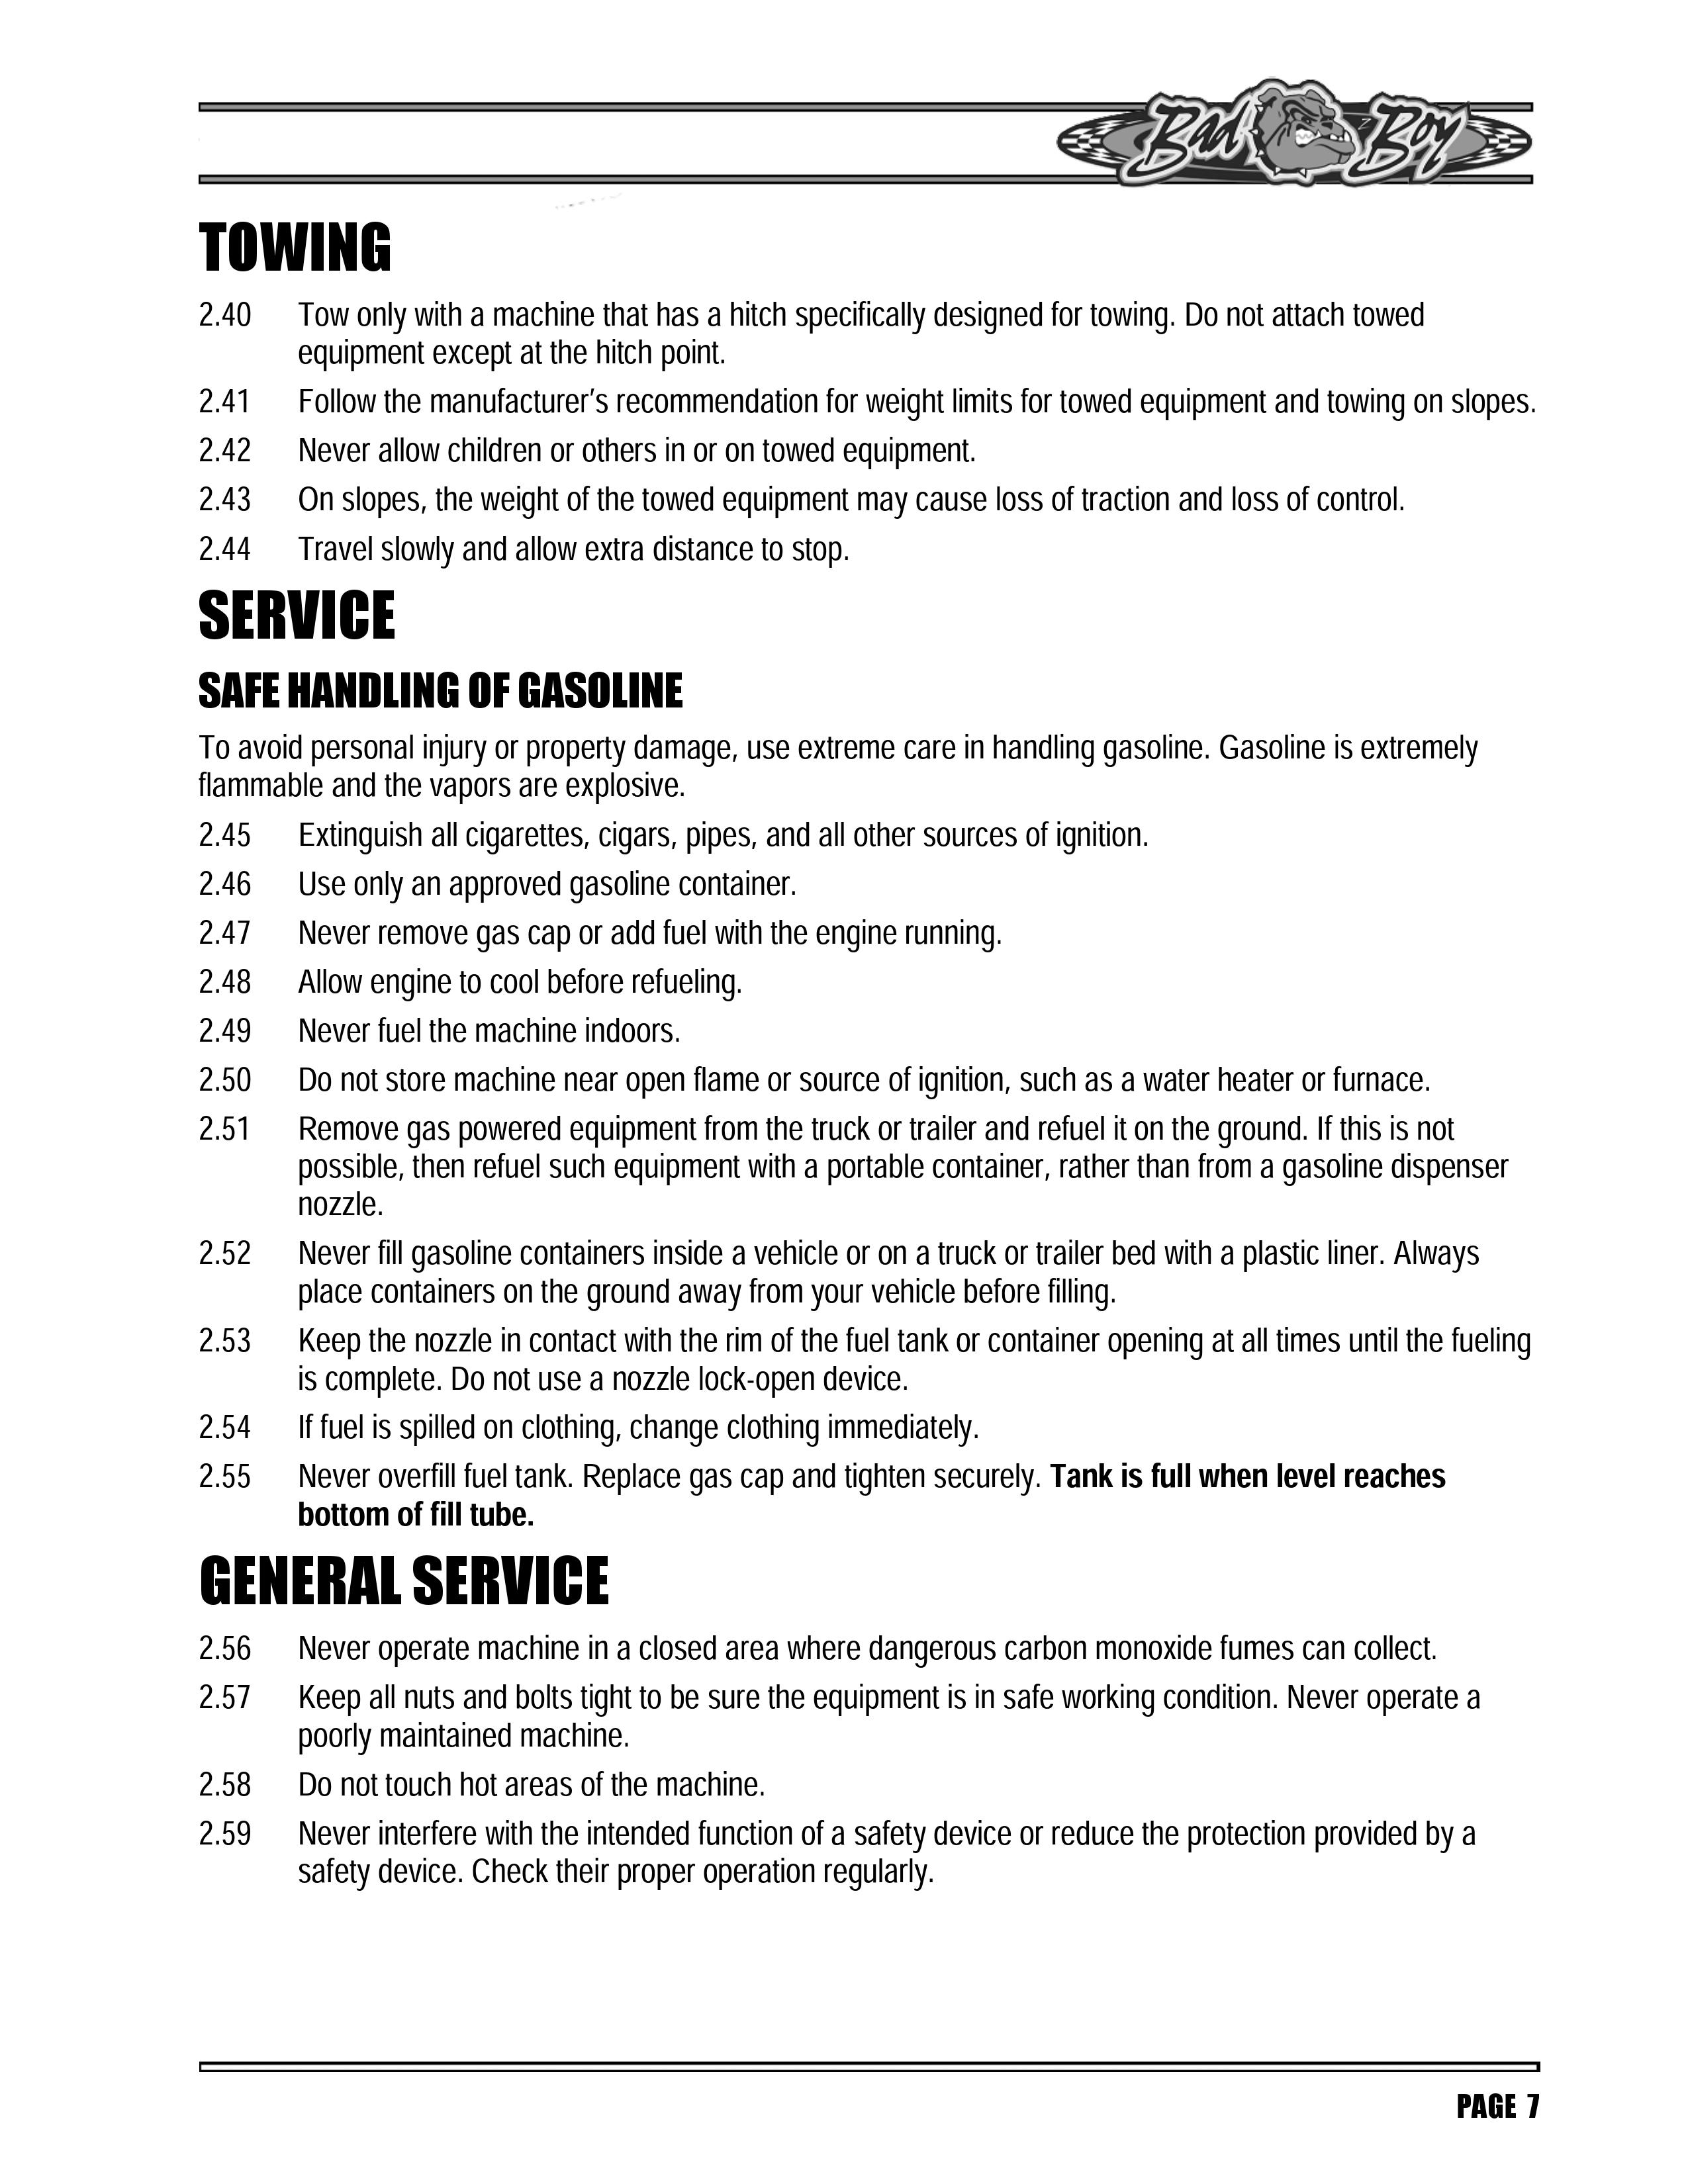 Bad Boy
TOWING
2.40 Tow only with a machine that has a hitch specifically designed for towing. Do not attach towed
equipment except at the hitch point.
2.41 Follow the manufacturer’s recommendation for weight limits for towed equipment and towing on slopes.
2.42 Never allow children or others in or on towed equipment.
2.43 On slopes, the weight of the towed equipment may cause loss of traction and loss of control.
2.44 Travel slowly and allow extra distance to stop.
SERVICE
SAFE HANDLING OF GASOLINE
To avoid personal injury or property damage, use extreme care in handling gasoline. Gasoline is extremely
flammable and the vapors are explosive.
2.45 Extinguish all cigarettes, cigars, pipes, and all other sources of ignition.
2.46 Use only an approved gasoline container.
2.47 Never remove gas cap or add fuel with the engine running.
2.48 Allow engine to cool before refueling.
2.49 Never fuel the machine indoors.
2.50 Do not store machine near open flame or source of ignition, such as a water heater or furnace.
2.51 Remove gas powered equipment from the truck or trailer and refuel it on the ground. If this is not
possible, then refuel such equipment with a portable container, rather than from a gasoline dispenser
nozzle.
2.52 Never fill gasoline containers inside a vehicle or on a truck or trailer bed with a plastic liner. Always
place containers on the ground away from your vehicle before filling.
2.53 Keep the nozzle in contact with the rim of the fuel tank or container opening at all times until the fueling
is complete. Do not use a nozzle lock-open device.
2.54 If fuel is spilled on clothing, change clothing immediately.
2.55 Never overfill fuel tank. Replace gas cap and tighten securely. Tank is full when level reaches
bottom of fill tube.
GENERAL SERVICE
2.56 Never operate machine in a closed area where dangerous carbon monoxide fumes can collect.
2.57 Keep all nuts and bolts tight to be sure the equipment is in safe working condition. Never operate a
poorly maintained machine.
2.58 Do not touch hot areas of the machine.
2.59 Never interfere with the intended function of a safety device or reduce the protection provided by a
safety device. Check their proper operation regularly.
PAGE 7